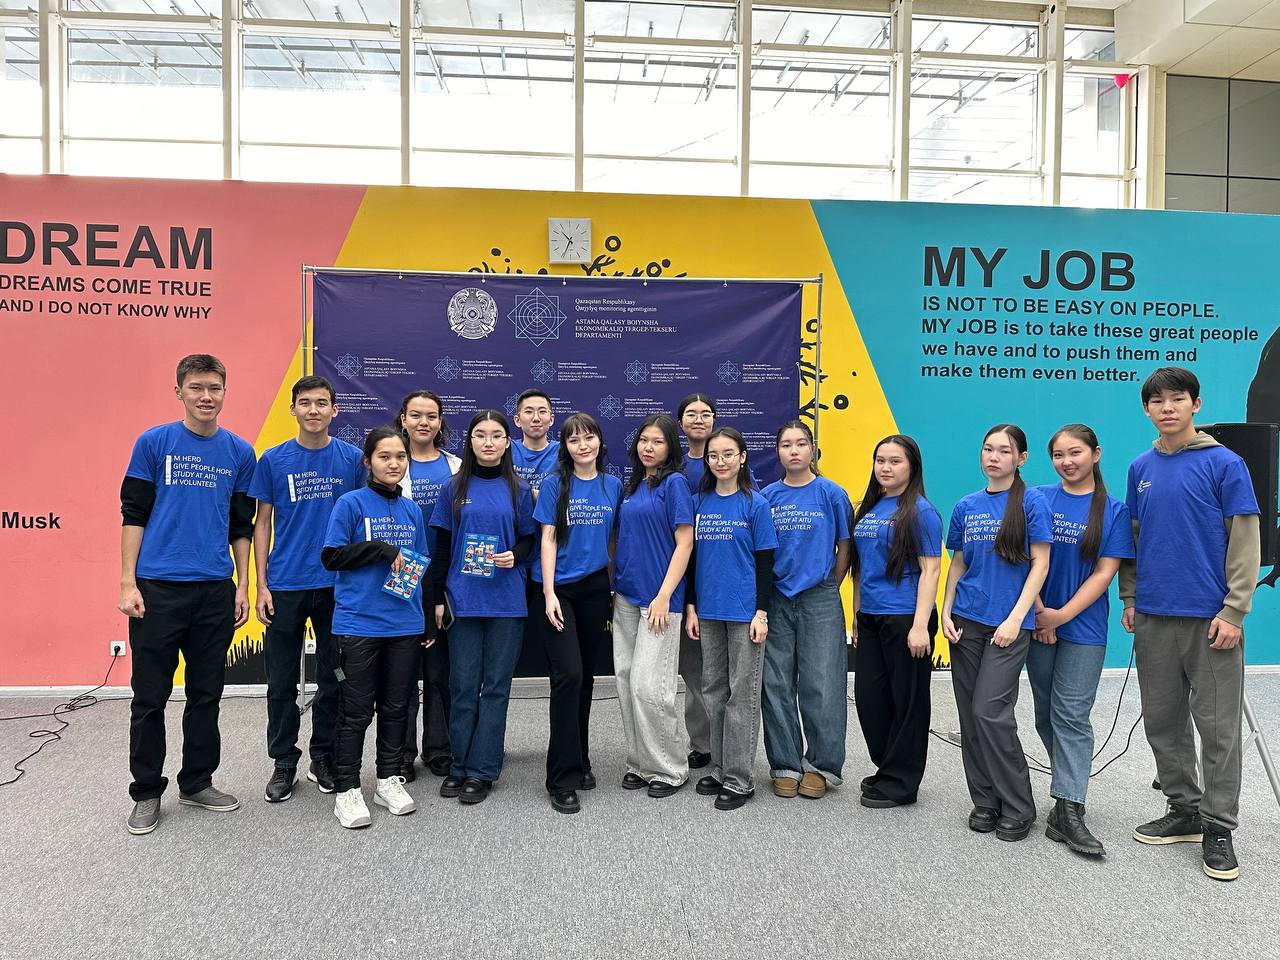 DREAM
DREAMS COME TRUE
AND I DO NOT KNOW WHY
Musk
Qazaqstan Respublikasy
Qarjylyq monitoring agenttiginin
ASTANA QALASY BOIYNSHA
EKONOMIKALIQ TERGEP-TEKSERU
DEPARTAMENTI
MY JOB
IS NOT TO BE EASY ON PEOPLE.
MY JOB is to take these great people
we have and to push them and
make them even better.
M HERO
GIVE PEOPLE HOPE
STUDY AT AITU
M VOLUNTEER